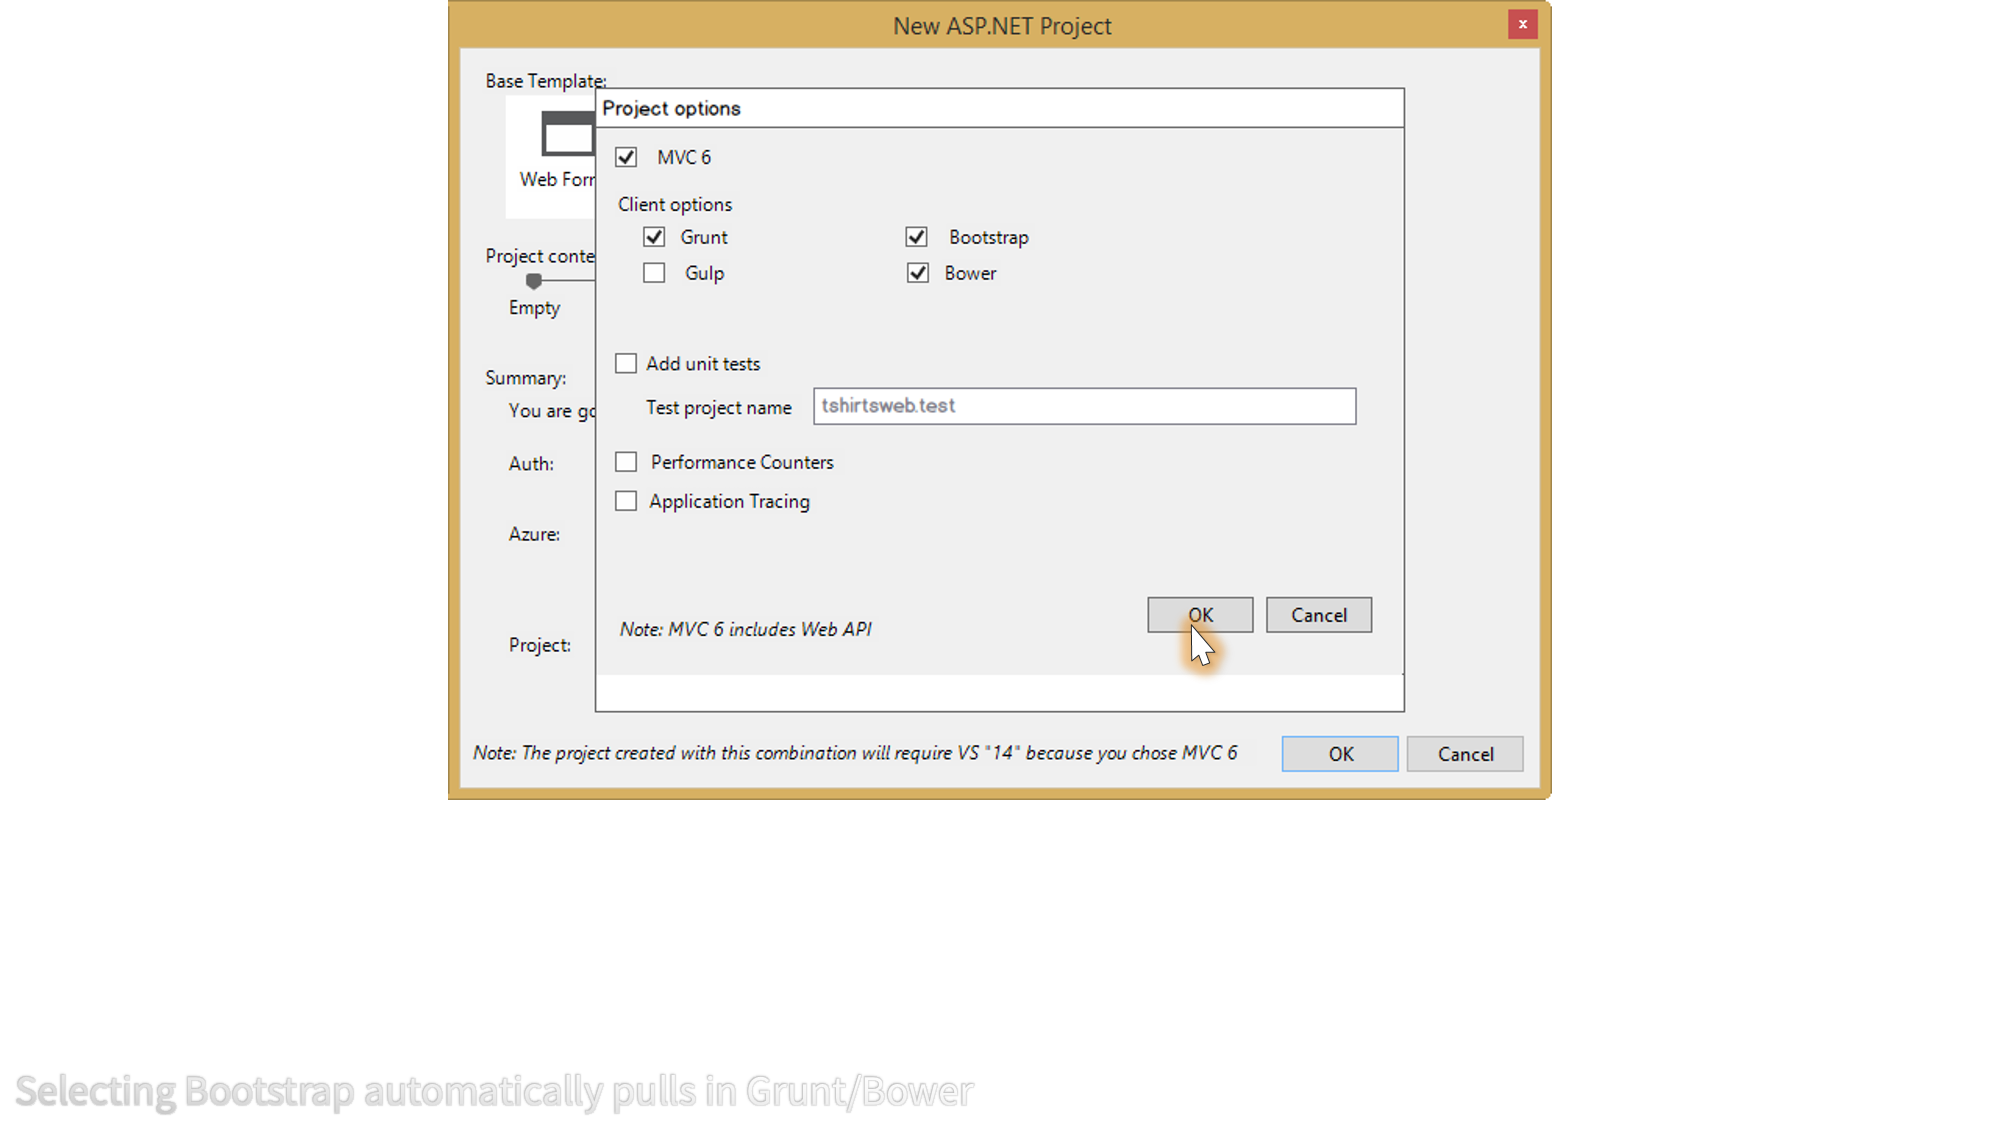 New ASP.NET Project
x
Base Template:
Project options
MVC 6
Web For
Client options
Grunt
Bootstrap
Project conte
Gulp
Bower
Empty
Add unit tests
Summary:
You are go
Test project name
tshirtsweb.test
Auth:
Performance Counters
Application Tracing
Azure:
OK
Cancel
Note: MVC 6 includes Web API
Project:
Note: The project created with this combination will require VS "14" because you chose MVC 6
OK
Cancel
Selecting Bootstrap automatically pulls in Grunt/Bower